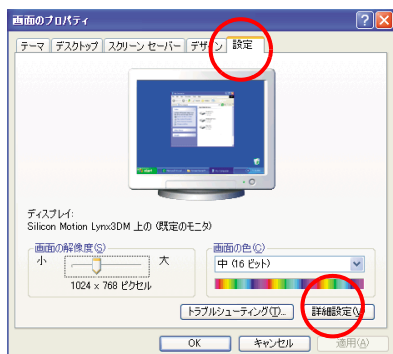 画面のプロパティ
テーマ デスクトップ スクリーン セーバー デザイン 設定
ディスプレイ:
Silicon Motion Lynx3DM 上の (既定のモニタ)
画面の解像度(S)
小 大
1024 x 768 ピクセル
画面の色(C)
中 (16 ビット)
トラブルシューティング(T)... 詳細設定(V)
OK キャンセル 適用(A)